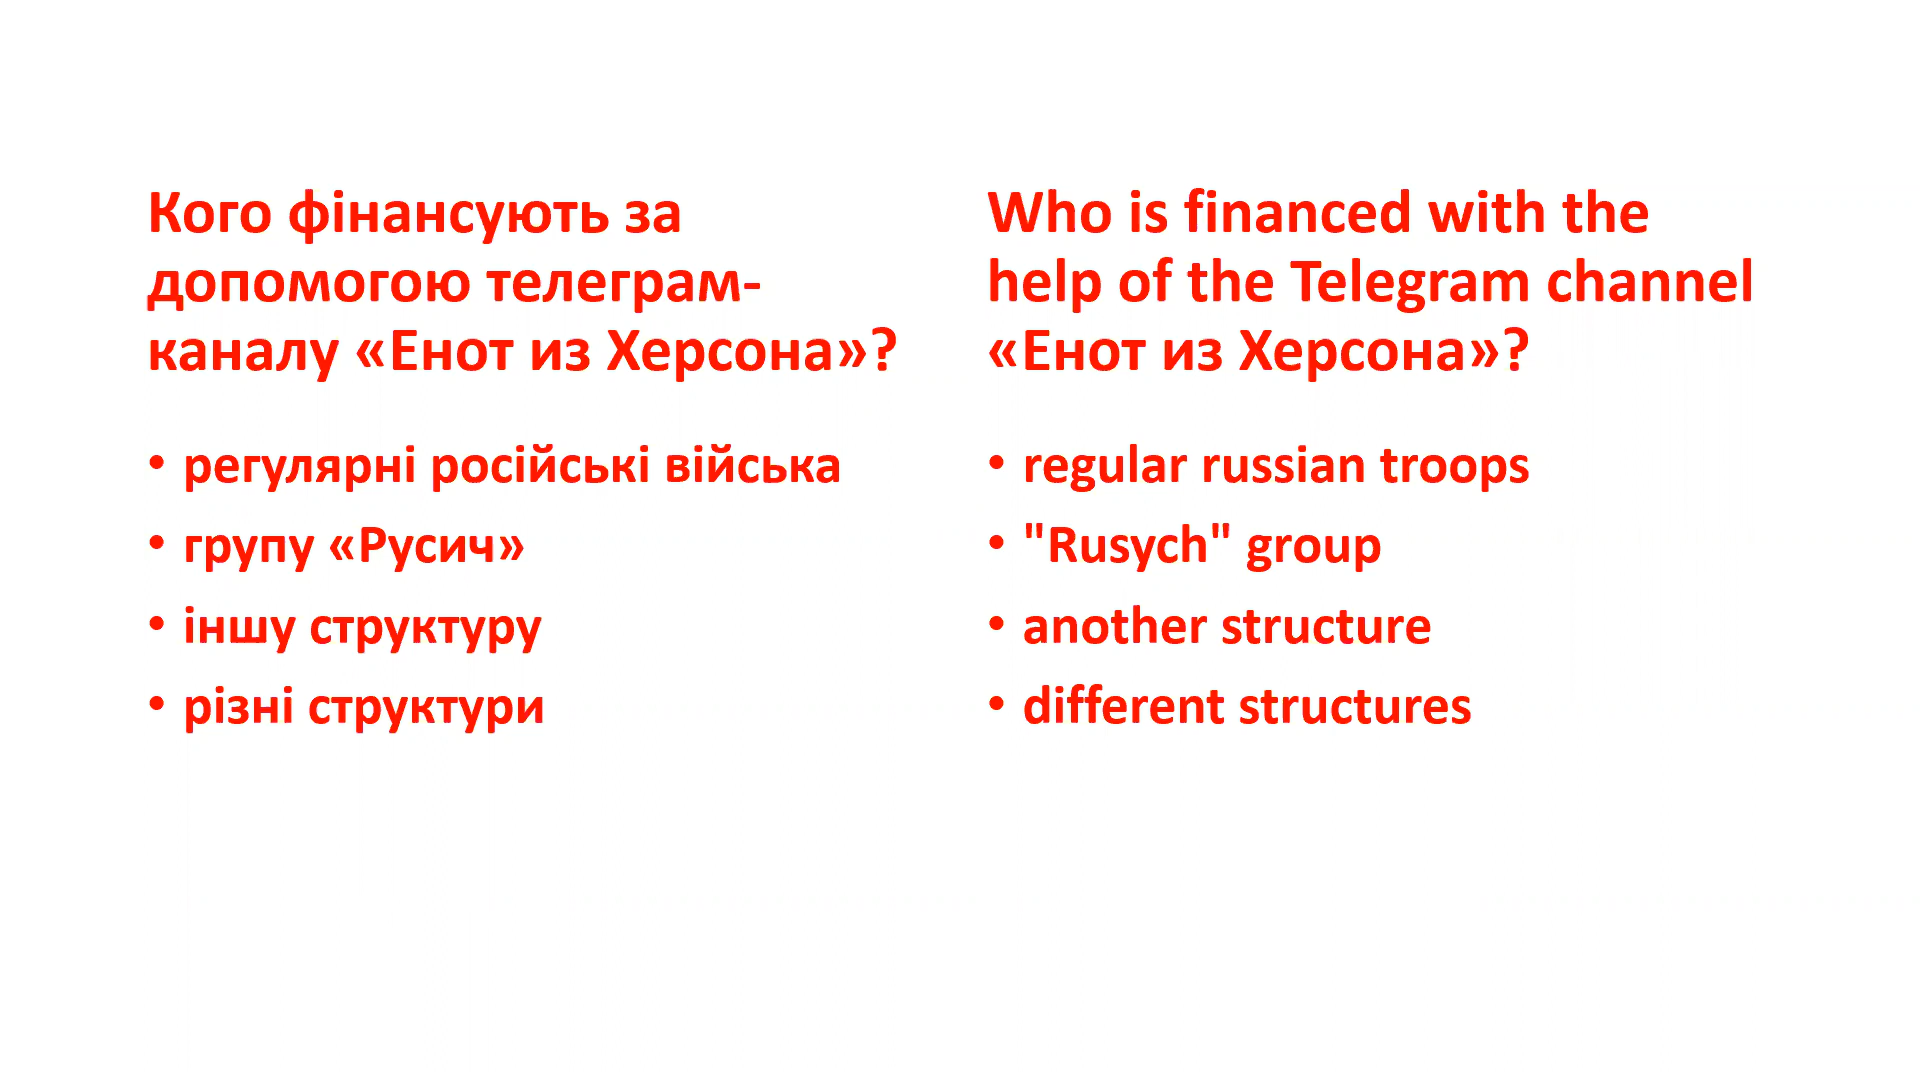 Кого фінансують за
допомогою телеграм-
каналу «Енот из Херсона»?
• регулярні російські війська
• групу «Русич»
• іншу структуру
• різні структури
Who is financed with the
help of the Telegram channel
«Енот из Херсона»?
• regular russian troops
• "Rusych" group
• another structure
• different structures